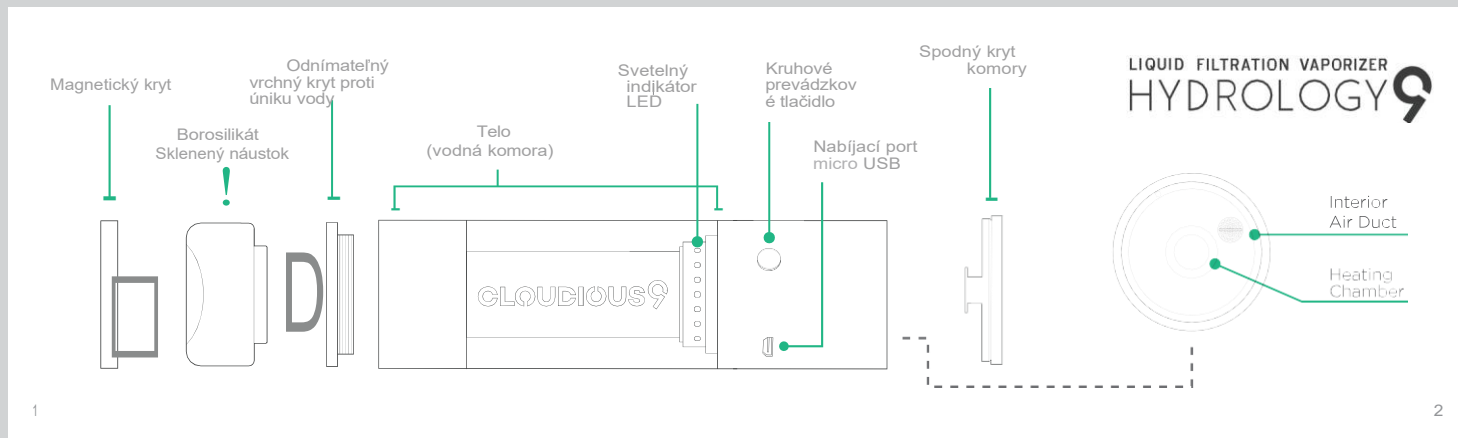 Magnetický kryt
Odnímateľný
vrchný kryt proti
úniku vody
Borosilikát
Sklenený náustok
Telo
(vodná komora)
Svetelný
indjkátor
LED
Kruhové
prevádzkov
é tlačidlo
Nabíjací port
micro USB
Spodný kryt
komory
LIQUID FILTRATION VAPORIZER
HYDROLOGY9
CLOUDIOUS9
Interior
Air Duct
Heating
Chamber
1
2